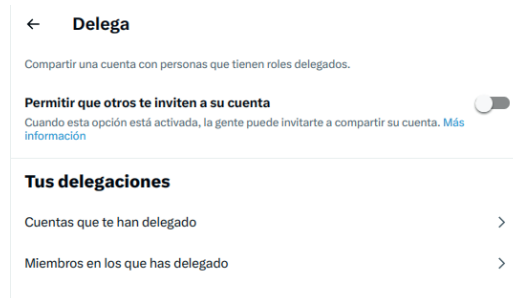 Delega
Compartir una cuenta con personas que tienen roles delegados.
Permitir que otros te inviten a su cuenta
Cuando esta opción está activada, la gente puede invitarte a compartir su cuenta. Más
información
Tus delegaciones
Cuentas que te han delegado
Miembros en los que has delegado